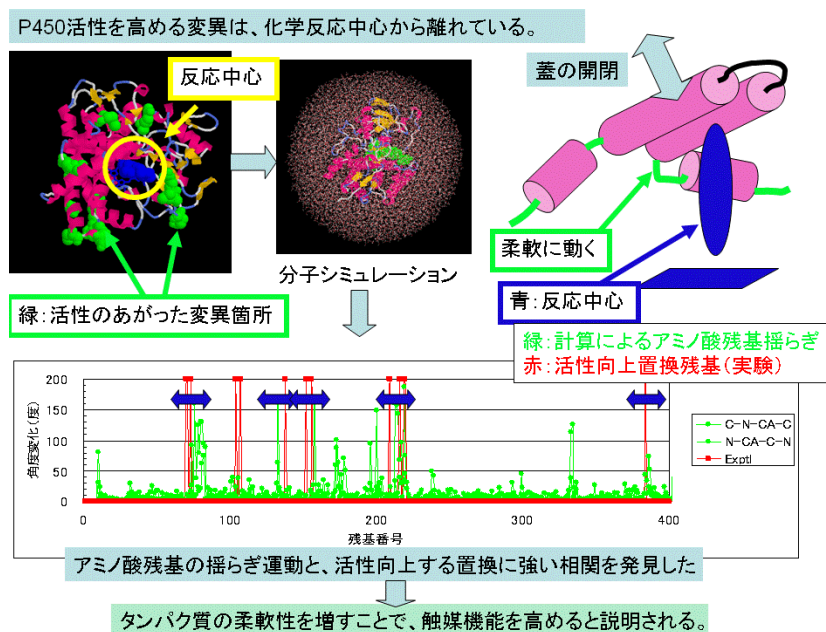 P450活性を高める変異は、化学反応中心から離れている。
反応中心
蓋の開閉
柔軟に動く
分子シミュレーション
青：反応中心
緑：活性のあがった変異箇所
緑：計算によるアミノ酸残基揺らぎ
赤：活性向上置換残基（実験）
角度変化（度）
200
150
100
50
0
0
100
200
300
400
残基番号
C-N-CA-C
N-CA-C-N
Exptl
アミノ酸残基の揺らぎ運動と、活性向上する置換に強い相関を発見した
タンパク質の柔軟性を増すことで、触媒機能を高めると説明される。